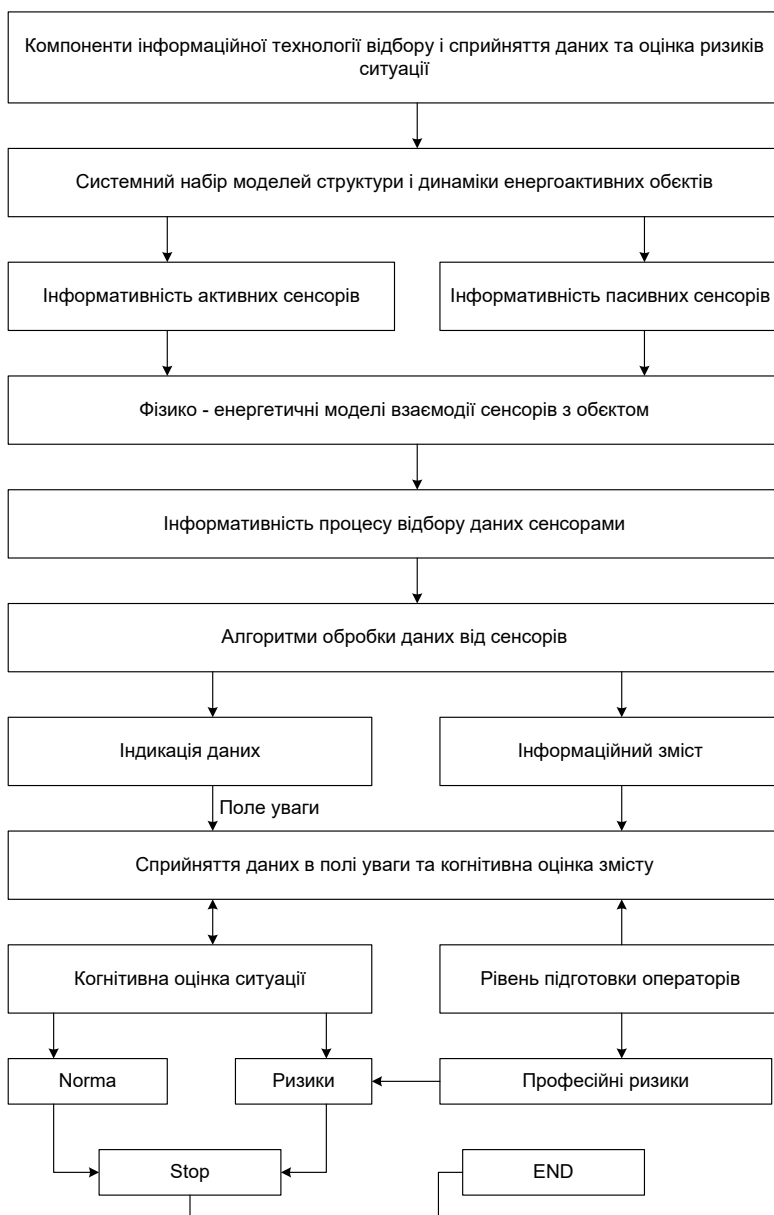 Компоненти інформаційної технології відбору і сприйняття даних та оцінка ризиків
ситуації
Системний набір моделей структури і динаміки енергоактивних обєктів
Інформативність активних сенсорів
Інформативність пасивних сенсорів
Фізико - енергетичні моделі взаємодії сенсорів з обєктом
Інформативність процесу відбору даних сенсорами
Алгоритми обробки даних від сенсорів
Індикація даних
Інформаційний зміст
Поле уваги
Сприйняття даних в полі уваги та когнітивна оцінка змісту
Когнітивна оцінка ситуації
Рівень підготовки операторів
Norma
Ризики
Професійні ризики
Stop
END